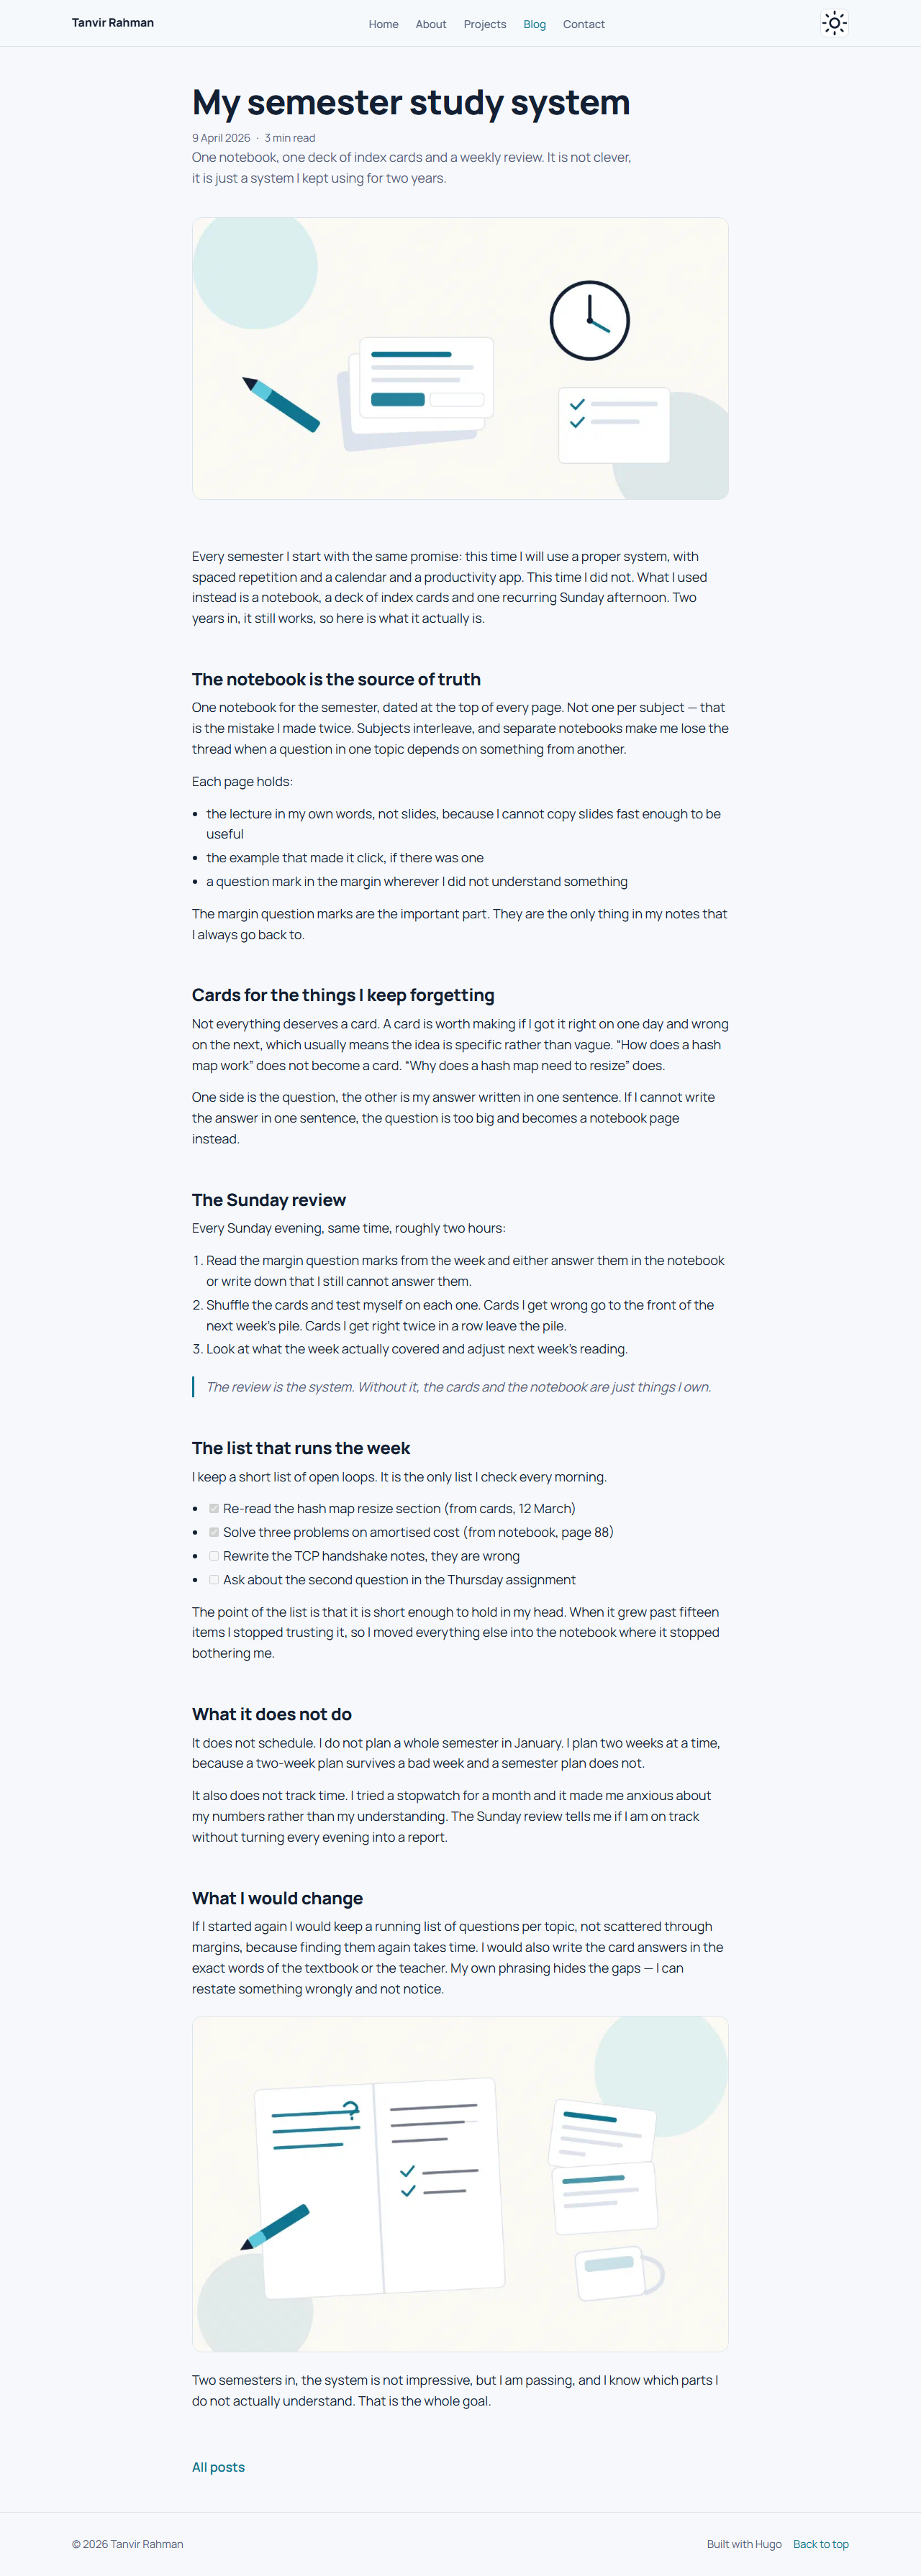 Tanvir Rahman
Home About Projects Blog Contact
My semester study system
9 April 2026 · 3 min read
One notebook, one deck of index cards and a weekly review. It is not clever,
it is just a system I kept using for two years.
Every semester I start with the same promise: this time I will use a proper system, with
spaced repetition and a calendar and a productivity app. This time I did not. What I used
instead is a notebook, a deck of index cards and one recurring Sunday afternoon. Two
years in, it still works, so here is what it actually is.
The notebook is the source of truth
One notebook for the semester, dated at the top of every page. Not one per subject — that
is the mistake I made twice. Subjects interleave, and separate notebooks make me lose the
thread when a question in one topic depends on something from another.
Each page holds:
• the lecture in my own words, not slides, because I cannot copy slides fast enough to be
useful
• the example that made it click, if there was one
• a question mark in the margin wherever I did not understand something
The margin question marks are the important part. They are the only thing in my notes that
I always go back to.
Cards for the things I keep forgetting
Not everything deserves a card. A card is worth making if I got it right on one day and wrong
on the next, which usually means the idea is specific rather than vague. “How does a hash
map work” does not become a card. “Why does a hash map need to resize” does.
One side is the question, the other is my answer written in one sentence. If I cannot write
the answer in one sentence, the question is too big and becomes a notebook page
instead.
The Sunday review
Every Sunday evening, same time, roughly two hours:
1. Read the margin question marks from the week and either answer them in the notebook
or write down that I still cannot answer them.
2. Shuffle the cards and test myself on each one. Cards I get wrong go to the front of the
next week’s pile. Cards I get right twice in a row leave the pile.
3. Look at what the week actually covered and adjust next week’s reading.
The review is the system. Without it, the cards and the notebook are just things I own.
The list that runs the week
I keep a short list of open loops. It is the only list I check every morning.
• Re-read the hash map resize section (from cards, 12 March)
• Solve three problems on amortised cost (from notebook, page 88)
• Rewrite the TCP handshake notes, they are wrong
• Ask about the second question in the Thursday assignment
The point of the list is that it is short enough to hold in my head. When it grew past fifteen
items I stopped trusting it, so I moved everything else into the notebook where it stopped
bothering me.
What it does not do
It does not schedule. I do not plan a whole semester in January. I plan two weeks at a time,
because a two-week plan survives a bad week and a semester plan does not.
It also does not track time. I tried a stopwatch for a month and it made me anxious about
my numbers rather than my understanding. The Sunday review tells me if I am on track
without turning every evening into a report.
What I would change
If I started again I would keep a running list of questions per topic, not scattered through
margins, because finding them again takes time. I would also write the card answers in the
exact words of the textbook or the teacher. My own phrasing hides the gaps — I can
restate something wrongly and not notice.
?
Two semesters in, the system is not impressive, but I am passing, and I know which parts I
do not actually understand. That is the whole goal.
All posts
© 2026 Tanvir Rahman
Built with Hugo Back to top